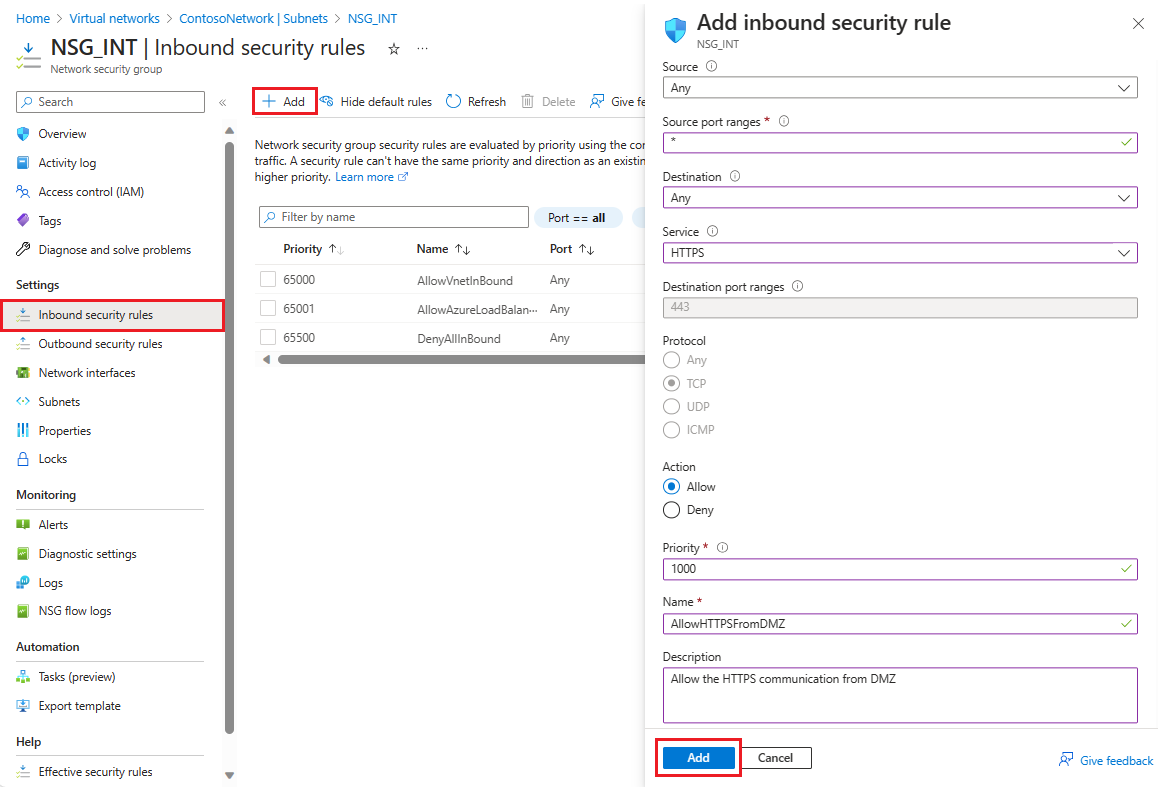 Home > Virtual networks > ContosoNetwork | Subnets > NSG_INT
NSG_INT | Inbound security rules ☆ ···
Network security group
Search «
Overview
Activity log
Access control (IAM)
Tags
Diagnose and solve problems
Settings
Inbound security rules
Outbound security rules
Network interfaces
Subnets
Properties
Locks
Monitoring
Alerts
Diagnostic settings
Logs
NSG flow logs
Automation
Tasks (preview)
Export template
Help
Effective security rules
+ Add Hide default rules Refresh Delete Give fe
Network security group security rules are evaluated by priority using the co
traffic. A security rule can't have the same priority and direction as an existin
higher priority. Learn more
Filter by name Port == all
Priority ↑↓ Name ↑↓ Port ↑↓
65000 AllowVnetInBound Any
65001 AllowAzureLoadBalan··· Any
65500 DenyAllInBound Any
Add inbound security rule
NSG_INT
Source
Any
Source port ranges *
*
Destination
Any
Service
HTTPS
Destination port ranges
443
Protocol
Any
TCP
UDP
ICMP
Action
Allow
Deny
Priority *
1000
Name *
AllowHTTPSFromDMZ
Description
Allow the HTTPS communication from DMZ
Add Cancel Give feedback